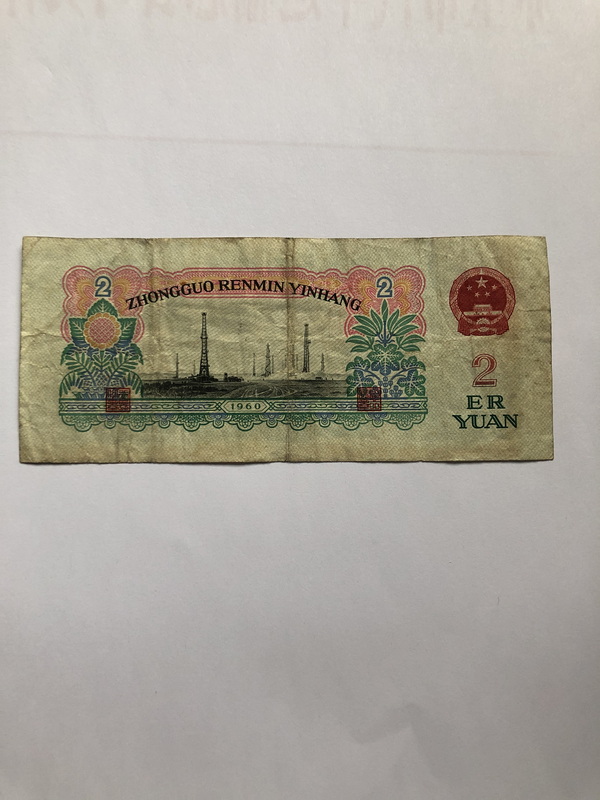 ZHONGGUO RENMIN YINHANG
2
2
1960
2
ER
YUAN